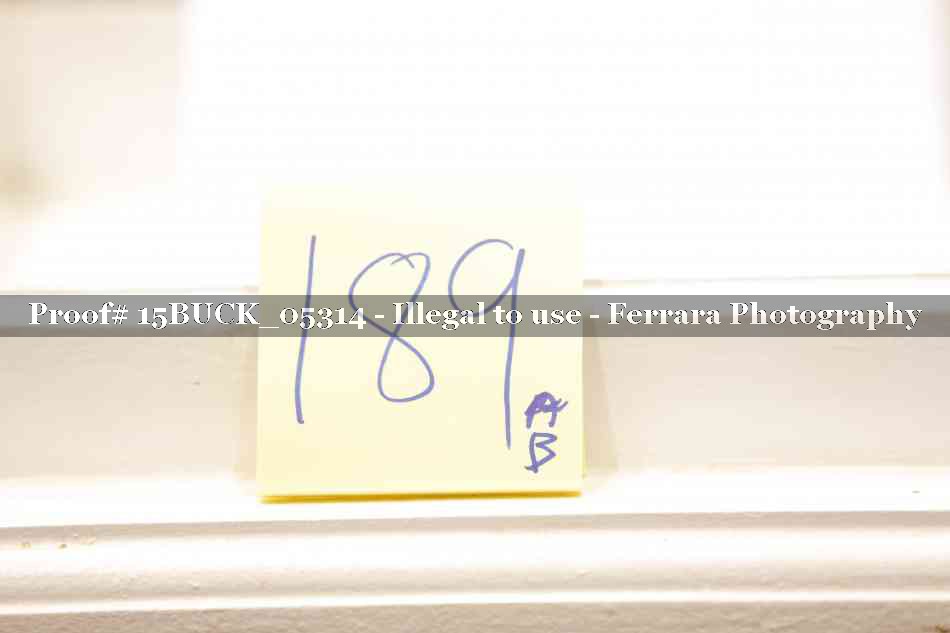 189
Proof# 15BUCK_05314 - Illegal to use - Ferrara Photography
B